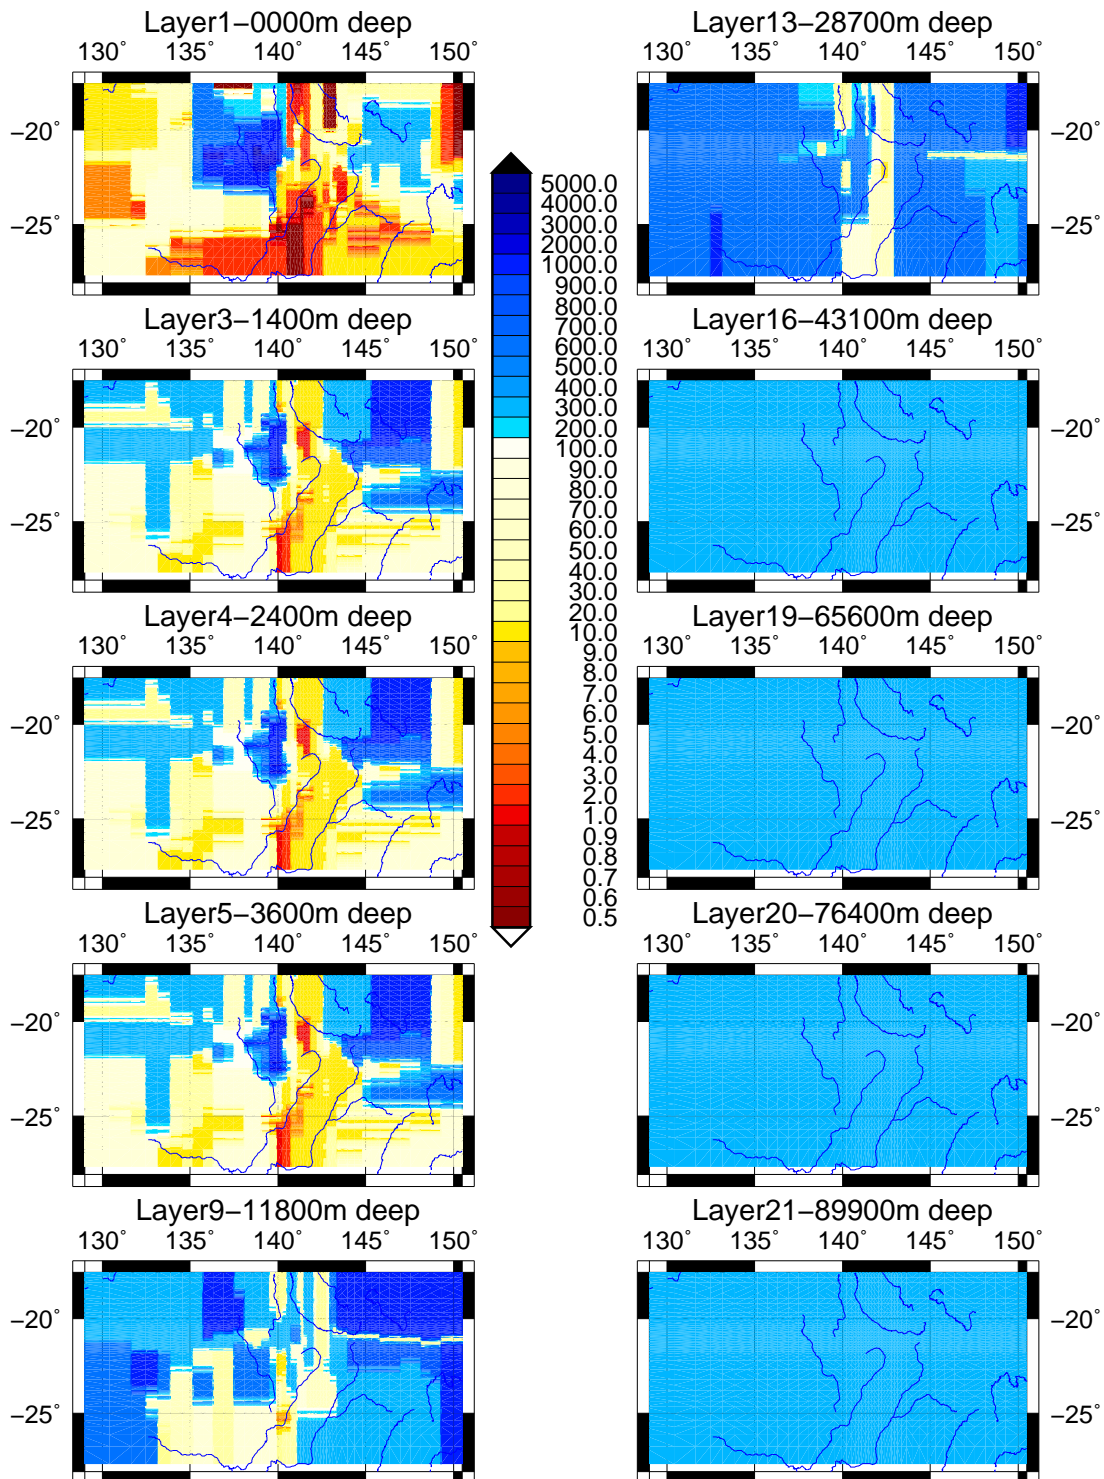 Layer1−0000m deep
130˚ 135˚ 140˚ 145˚ 150˚
−20˚
−25˚
Layer3−1400m deep
130˚ 135˚ 140˚ 145˚ 150˚
−20˚
−25˚
Layer4−2400m deep
130˚ 135˚ 140˚ 145˚ 150˚
−20˚
−25˚
Layer5−3600m deep
130˚ 135˚ 140˚ 145˚ 150˚
−20˚
−25˚
Layer9−11800m deep
130˚ 135˚ 140˚ 145˚ 150˚
−20˚
−25˚
5000.0
4000.0
3000.0
2000.0
1000.0
900.0
800.0
700.0
600.0
500.0
400.0
300.0
200.0
100.0
90.0
80.0
70.0
60.0
50.0
40.0
30.0
20.0
10.0
9.0
8.0
7.0
6.0
5.0
4.0
3.0
2.0
1.0
0.9
0.8
0.7
0.6
0.5
Layer13−28700m deep
130˚ 135˚ 140˚ 145˚ 150˚
−20˚
−25˚
Layer16−43100m deep
130˚ 135˚ 140˚ 145˚ 150˚
−20˚
−25˚
Layer19−65600m deep
130˚ 135˚ 140˚ 145˚ 150˚
−20˚
−25˚
Layer20−76400m deep
130˚ 135˚ 140˚ 145˚ 150˚
−20˚
−25˚
Layer21−89900m deep
130˚ 135˚ 140˚ 145˚ 150˚
−20˚
−25˚